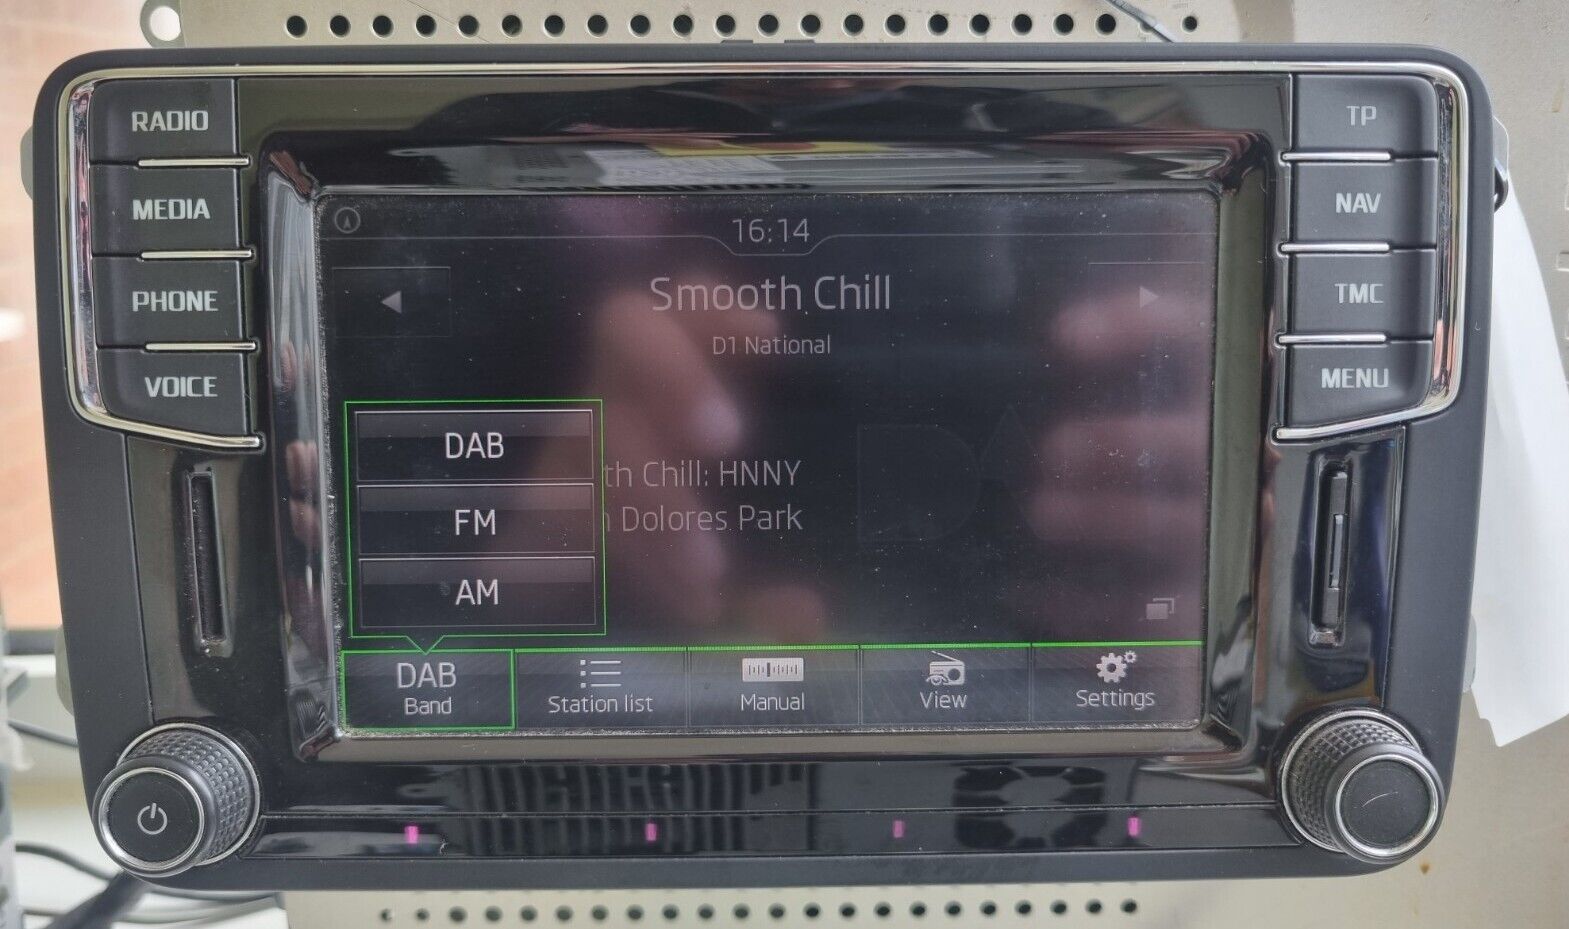 RADIO
MEDIA
PHONE
VOICE
TP
NAV
TMC
MENU
16:14
Smooth Chill
D1 National
th Chill: HNNY
Dolores Park
DAB
FM
AM
DAB
Band
Station list
Manual
View
Settings